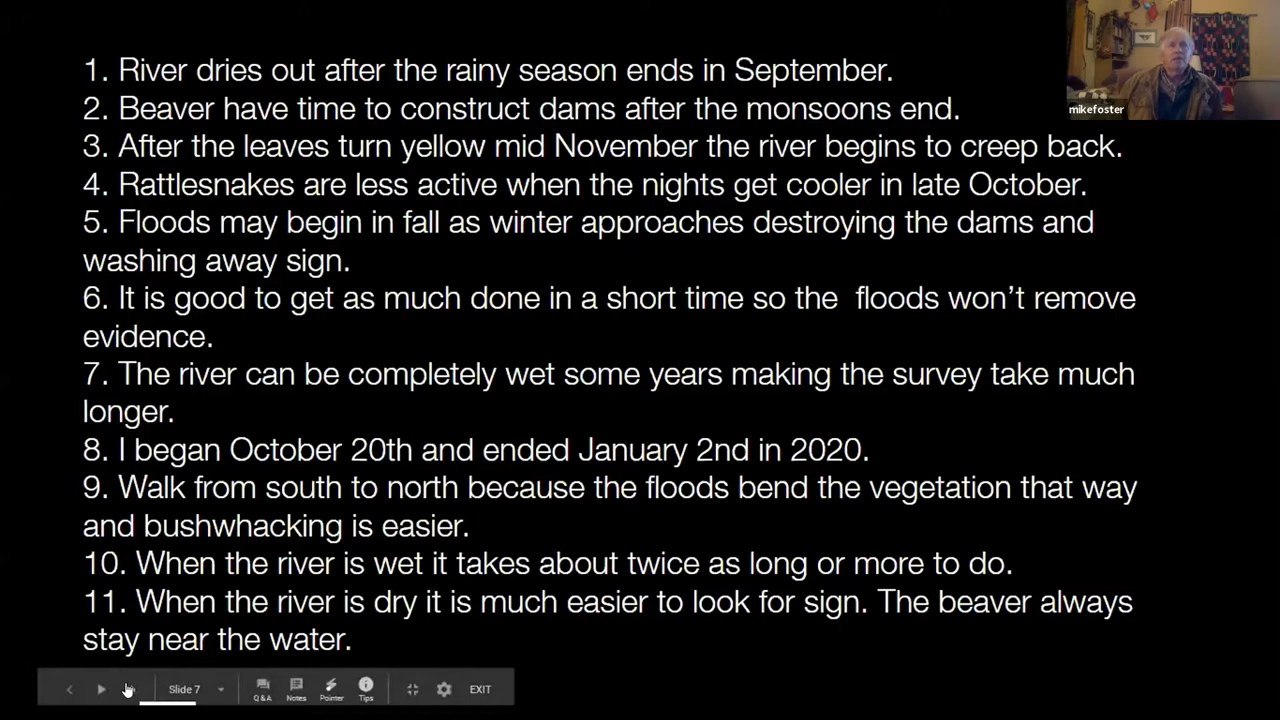 1. River dries out after the rainy season ends in September.
2. Beaver have time to construct dams after the monsoons end.
3. After the leaves turn yellow mid November the river begins to creep back.
4. Rattlesnakes are less active when the nights get cooler in late October.
5. Floods may begin in fall as winter approaches destroying the dams and
washing away sign.
6. It is good to get as much done in a short time so the  floods won’t remove
evidence.
7. The river can be completely wet some years making the survey take much
longer.
8. I began October 20th and ended January 2nd in 2020.
9. Walk from south to north because the floods bend the vegetation that way
and bushwhacking is easier.
10. When the river is wet it takes about twice as long or more to do.
11. When the river is dry it is much easier to look for sign. The beaver always
stay near the water.
mikefoster
Slide 7
Q & A Notes Pointer Tips EXIT